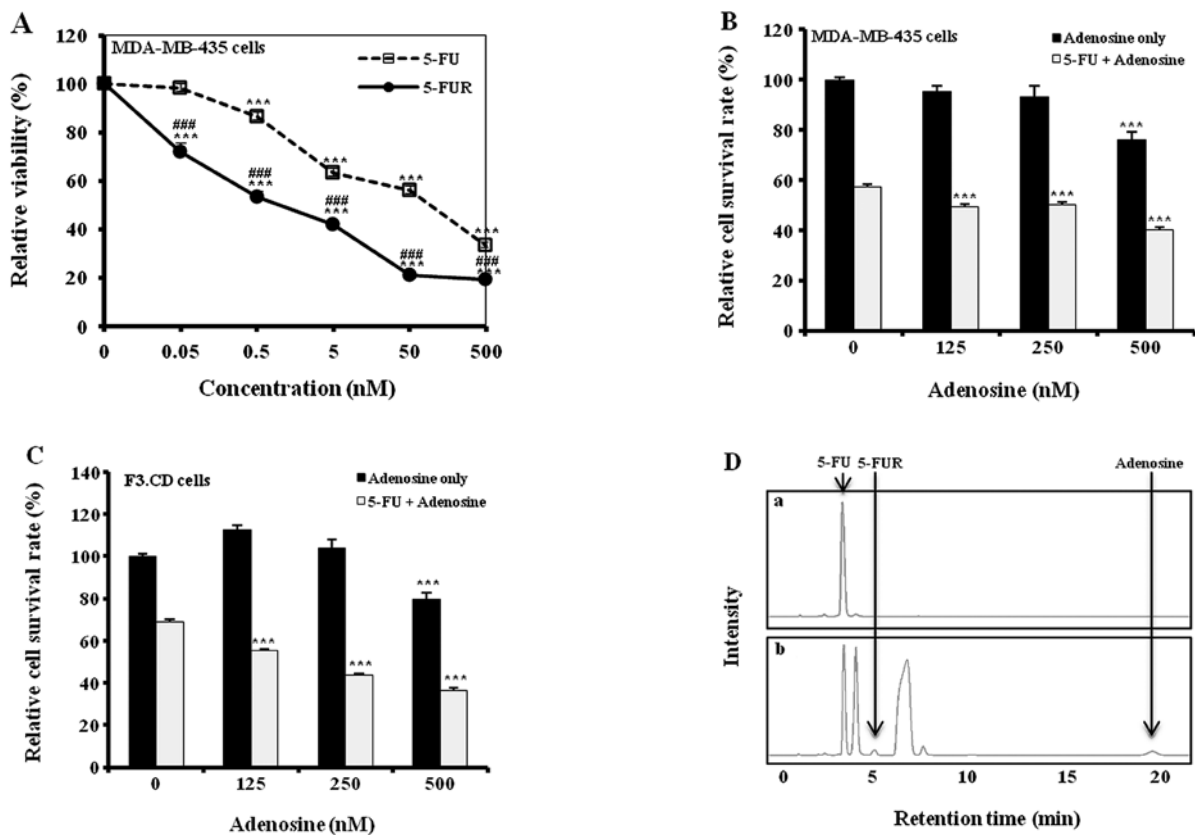 A
MDA-MB-435 cells
5-FU
5-FUR
Relative viability (%)
120
100
80
60
40
20
0
###
***
***
###
***
***
###
***
***
###
***
***
###
***
0 0.05 0.5 5 50 500
Concentration (nM)
B
MDA-MB-435 cells
Adenosine only
5-FU + Adenosine
Relative cell survival rate (%)
120
100
80
60
40
20
0
***
***
***
***
0 125 250 500
Adenosine (nM)
C
F3.CD cells
Adenosine only
5-FU + Adenosine
Relative cell survival rate (%)
140
120
100
80
60
40
20
0
***
***
***
***
0 125 250 500
Adenosine (nM)
D
5-FU 5-FUR Adenosine
a
b
Intensity
0 5 10 15 20
Retention time (min)